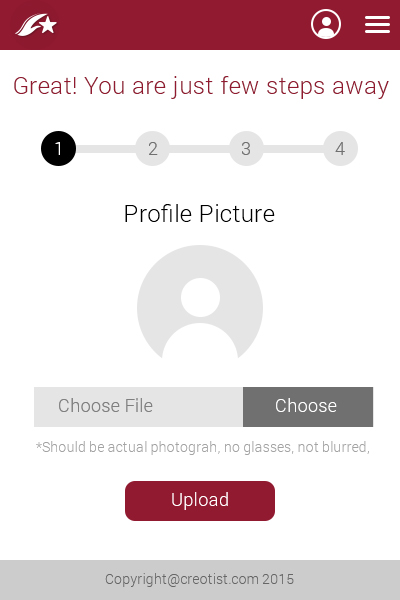 Great! You are just few steps away
1 2 3 4
Profile Picture
Choose File Choose
*Should be actual photograh, no glasses, not blurred,
Upload
Copyright@creotist.com 2015